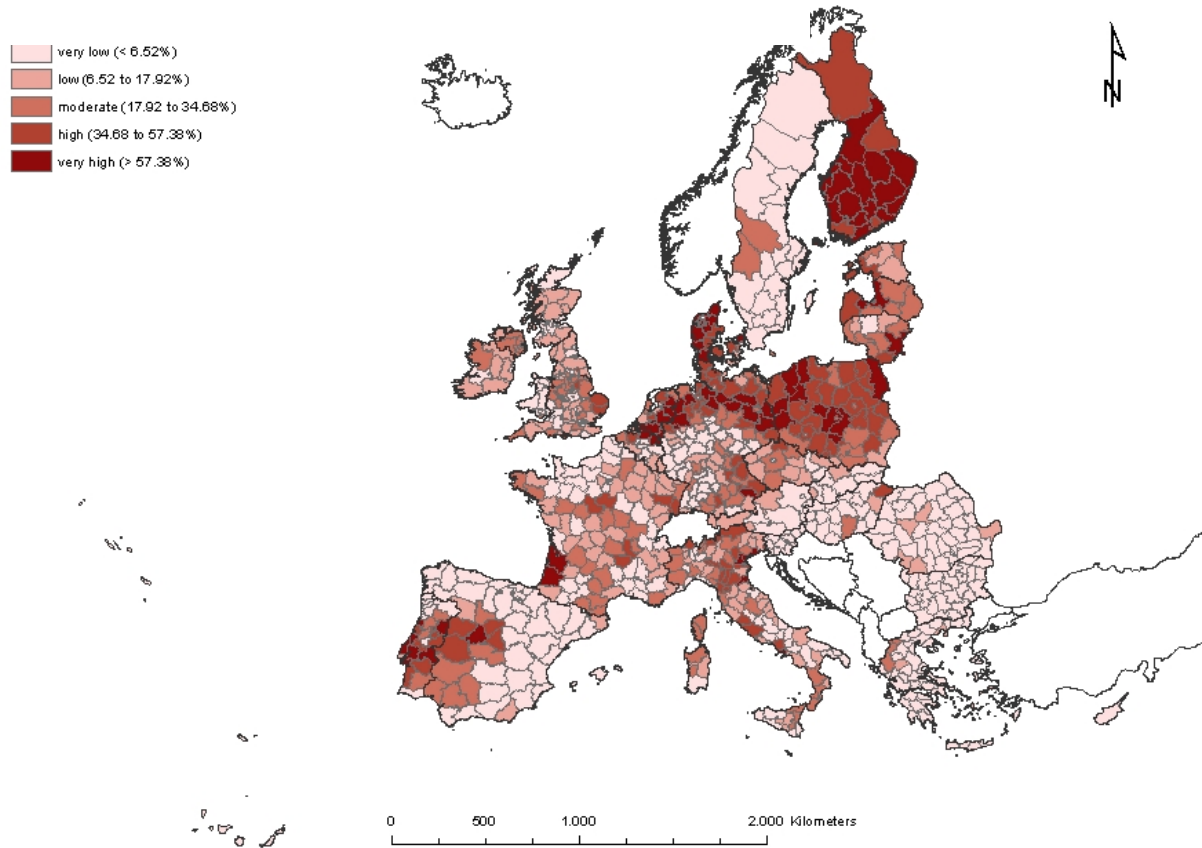 very low (< 6.52%)
low (6.52 to 17.92%)
moderate (17.92 to 34.68%)
high (34.68 to 57.38%)
very high (> 57.38%)
N
0 500 1.000 2.000 Kilometers